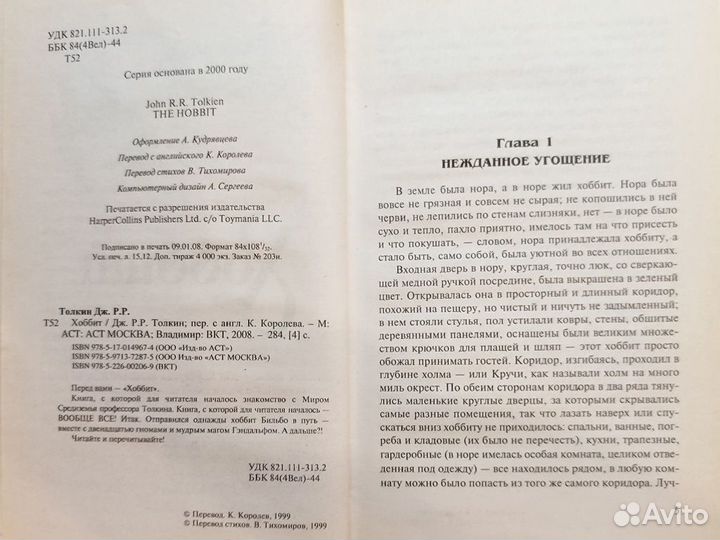 УДК 821.111-313.2
ББК 84(4Вел)-44
Т52
Серия основана в 2000 году
John R.R. Tolkien
THE HOBBIT
Оформление А. Кудрявцева
Перевод с английского К. Королева
Перевод стихов В. Тихомирова
Компьютерный дизайн А. Сергеева
Печатается с разрешения издательства
HarperCollins Publishers Ltd. c/o Toymania LLC.
Подписано в печать 09.01.08. Формат 84x108 1/32.
Усл. печ. л. 15,12. Доп. тираж 4 000 экз. Заказ № 203и.
Толкин Дж. Р.Р.
Т52 Хоббит / Дж. Р.Р. Толкин; пер. с англ. К. Королева. – М:
АСТ: АСТ МОСКВА; Владимир: ВКТ, 2008. – 284, [4] с.
ISBN 978-5-17-014967-4 (ООО «Изд-во АСТ»)
ISBN 978-5-9713-7287-5 (ООО Изд-во «АСТ МОСКВА»)
ISBN 978-5-226-00206-9 (ВКТ)
Перед вами – «Хоббит».
Книга, с которой для читателя началось знакомство с Миром
Средиземья профессора Толкина. Книга, с которой для читателя началось –
ВООБЩЕ ВСЕ! Итак. Отправился однажды хоббит Бильбо в путь –
вместе с двенадцатью гномами и мудрым магом Гэндальфом. А дальше?!
Читайте и перечитывайте!
УДК 821.111-313.2
ББК 84(4Вел)-44
© Перевод. К. Королев, 1999
© Перевод стихов. В. Тихомиров, 1999
Глава 1
НЕЖДАННОЕ УГОЩЕНИЕ
В земле была нора, а в норе жил хоббит. Нора была
вовсе не грязная и совсем не сырая; не копошились в ней
черви, не лепились по стенам слизняки, нет — в норе было
сухо и тепло, пахло приятно, имелось там на что присесть
и что покушать, — словом, нора принадлежала хоббиту, а
стало быть, само собой, была уютной во всех отношениях.
Входная дверь в нору, круглая, точно люк, со сверкаю-
щей медной ручкой посредине, была выкрашена в зеленый
цвет. Открывалась она в просторный и длинный коридор,
похожий на пещеру, но чистый и ничуть не задымленный;
в нем стояли стулья, пол устилали ковры, стены, обшитые
деревянными панелями, оснащены были великим множе-
ством крючков для плащей и шляп — этот хоббит просто
обожал принимать гостей. Коридор, изгибаясь, проходил в
глубине холма — или Кручи, как называли холм на много
миль окрест. По обеим сторонам коридора в два ряда тяну-
лись маленькие круглые дверцы, за которыми скрывались
самые разные помещения, так что лазать наверх или спус-
каться вниз хоббиту не приходилось: спальни, ванные, пог-
реба и кладовые (их было не перечесть), кухни, трапезные,
гардеробные (в норе имелась особая комната, целиком от-
веденная под одежду) — все находилось рядом, в любую ком-
нату можно было попасть из того же самого коридора. Луч-
Avito